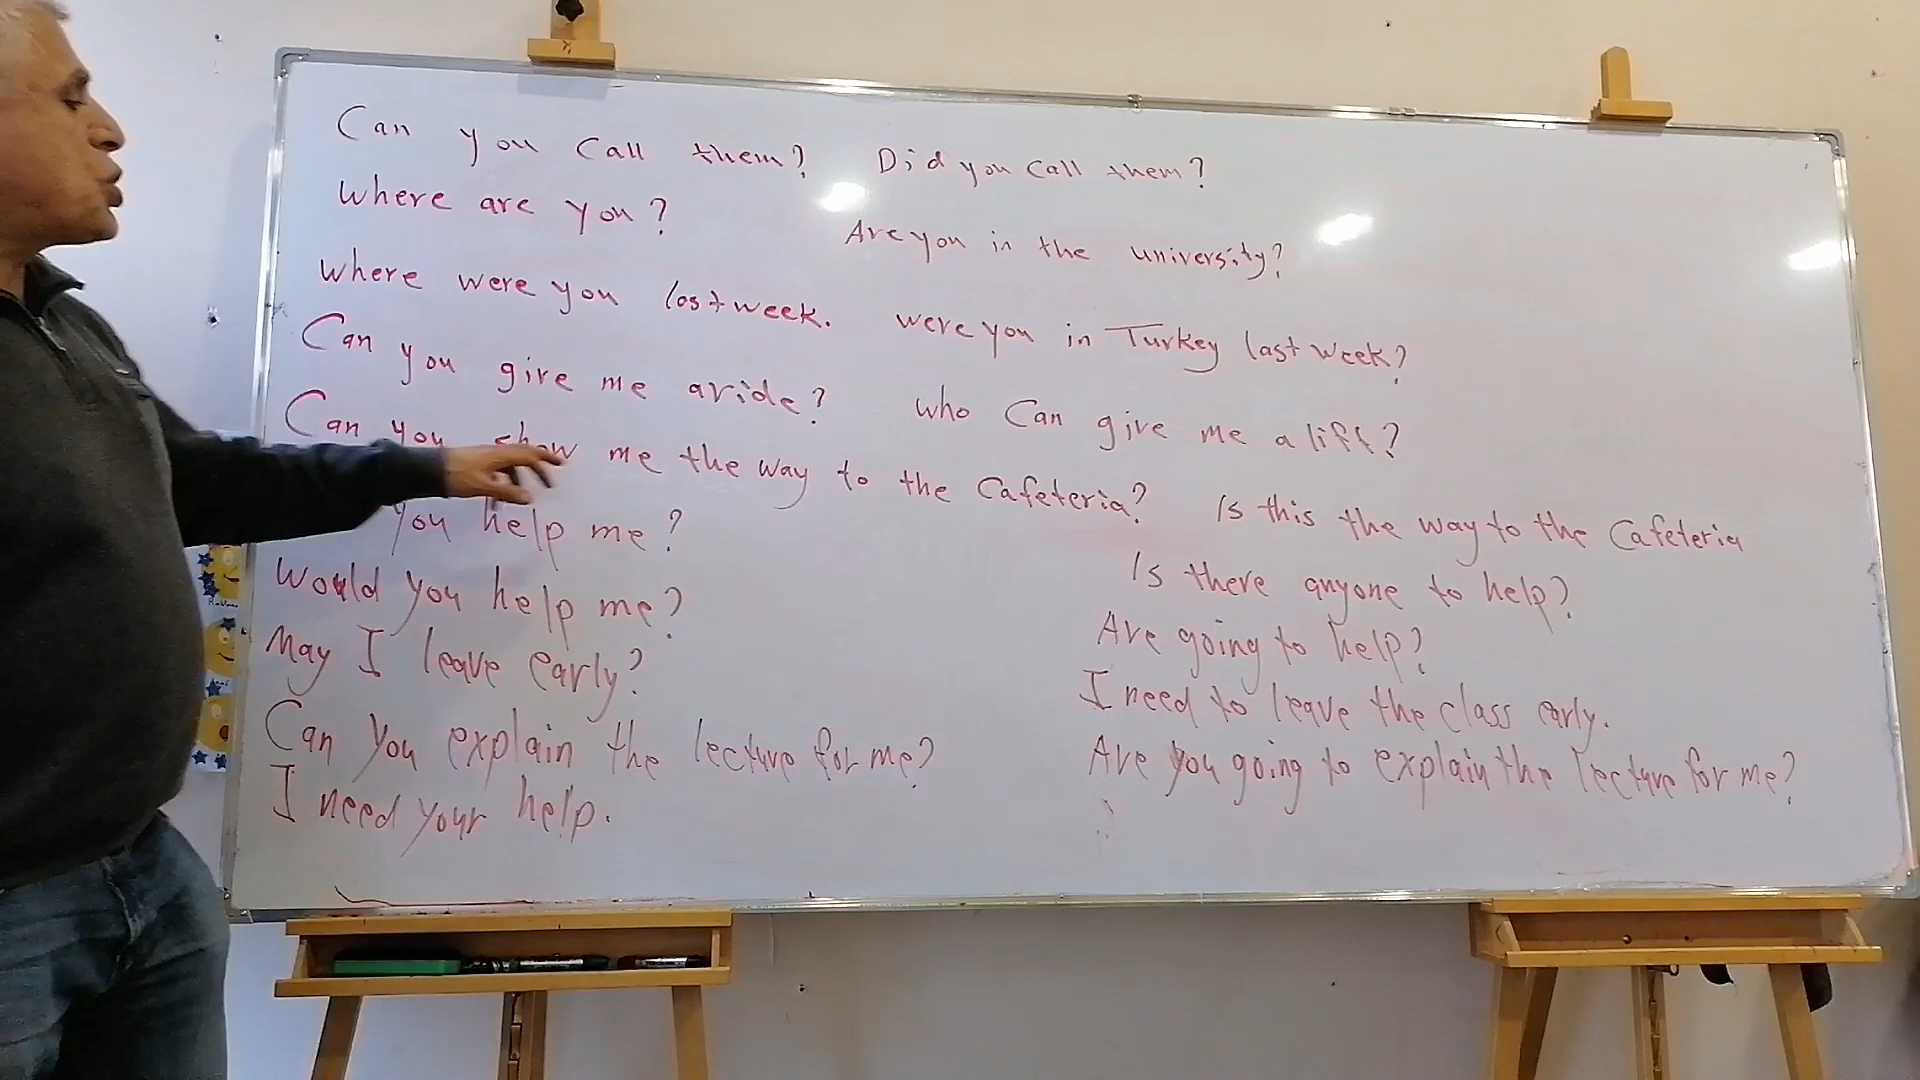 Can you Call them? Did you call them?
Where are you? Are you in the university?
where were you last week. were you in Turkey last week?
Can you give me a ride? who Can give me a lift?
Can you show me the way to the Cafeteria? Is this the way to the Cafeteria
you help me? Is there anyone to help?
Would you help me? Are going to help?
May I leave early? I need to leave the class early.
Can you explain the lecture for me? Are you going to explain the lecture for me?
I need your help.